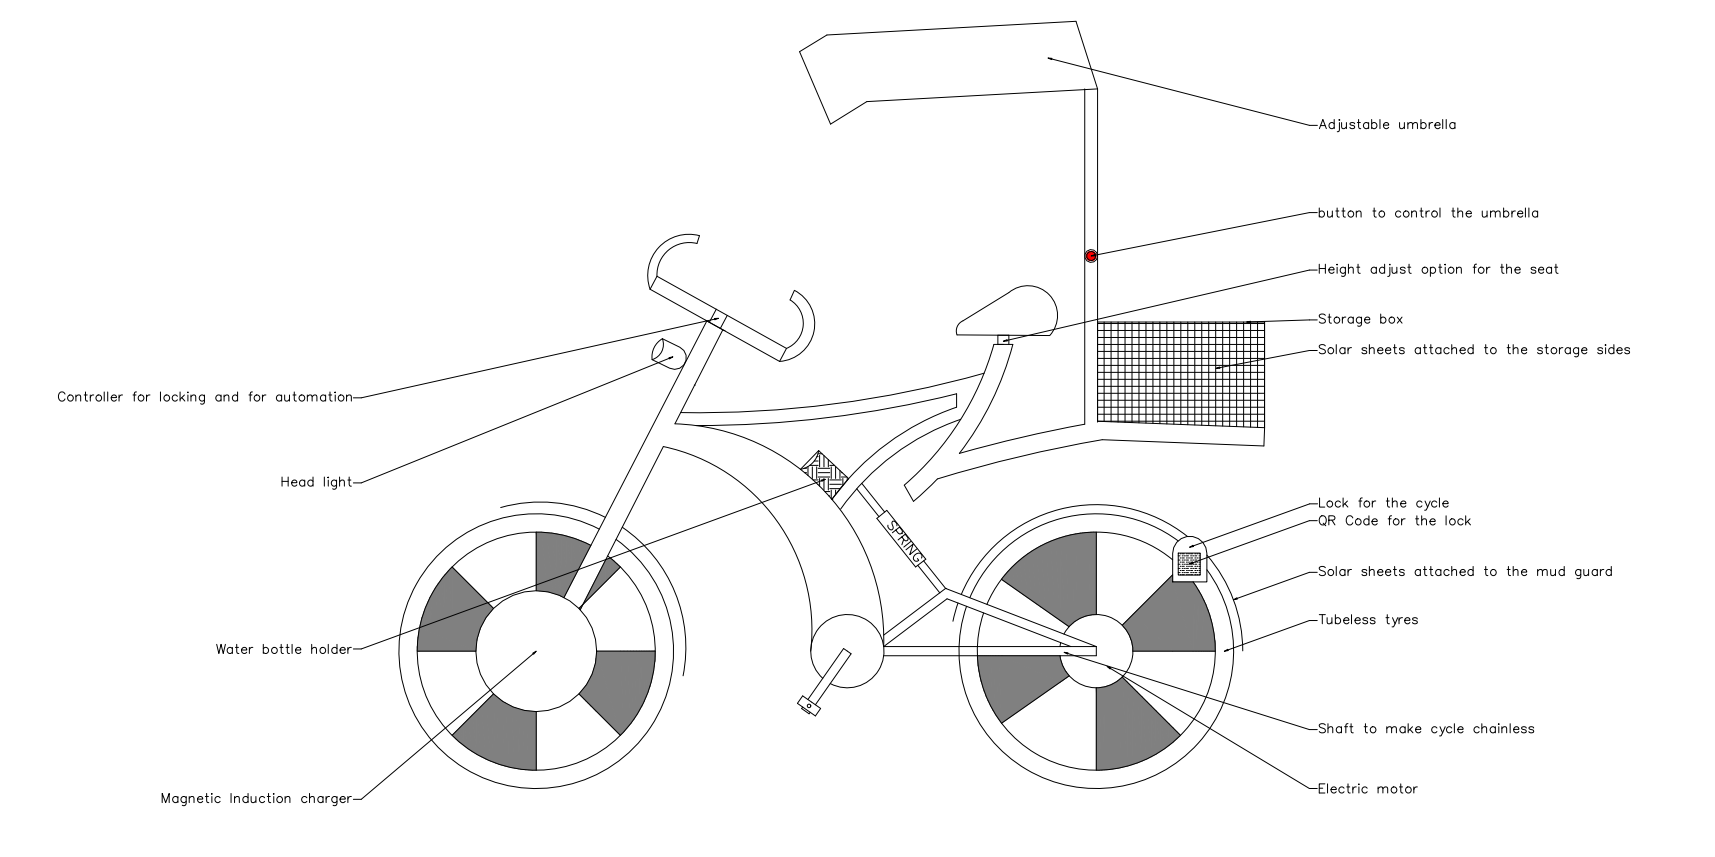 Adjustable umbrella
button to control the umbrella
Height adjust option for the seat
Storage box
Solar sheets attached to the storage sides
Controller for locking and for automation
Head light
SPRING
Lock for the cycle
QR Code for the lock
Solar sheets attached to the mud guard
Tubeless tyres
Water bottle holder
Shaft to make cycle chainless
Electric motor
Magnetic Induction charger